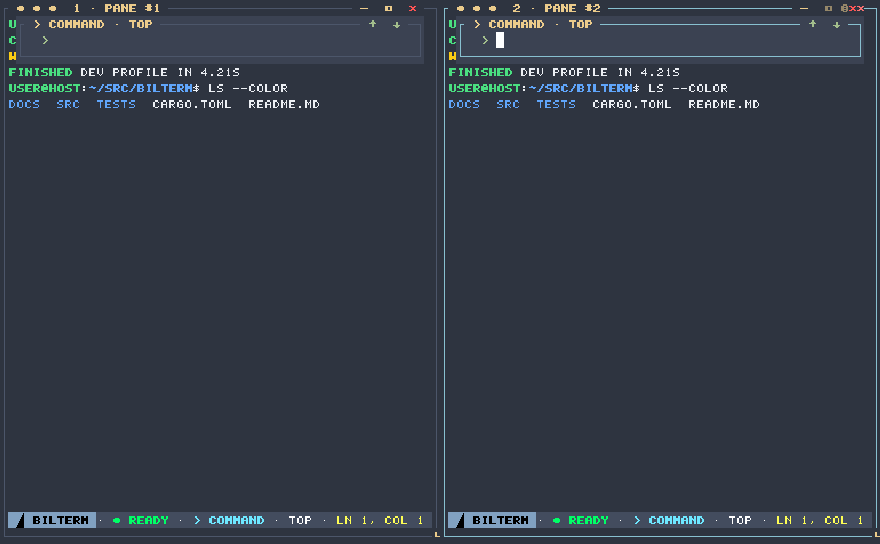 1 · PANE #1
U > COMMAND · TOP ↑ ↓
C >
W
FINISHED DEV PROFILE IN 4.21S
USER@HOST:~/SRC/BILTERM$ LS --COLOR
DOCS SRC TESTS CARGO.TOML README.MD
BILTERM · ● READY · > COMMAND · TOP · LN 1, COL 1
2 · PANE #2
U > COMMAND · TOP ↑ ↓
C >
W
FINISHED DEV PROFILE IN 4.21S
USER@HOST:~/SRC/BILTERM$ LS --COLOR
DOCS SRC TESTS CARGO.TOML README.MD
BILTERM · ● READY · > COMMAND · TOP · LN 1, COL 1